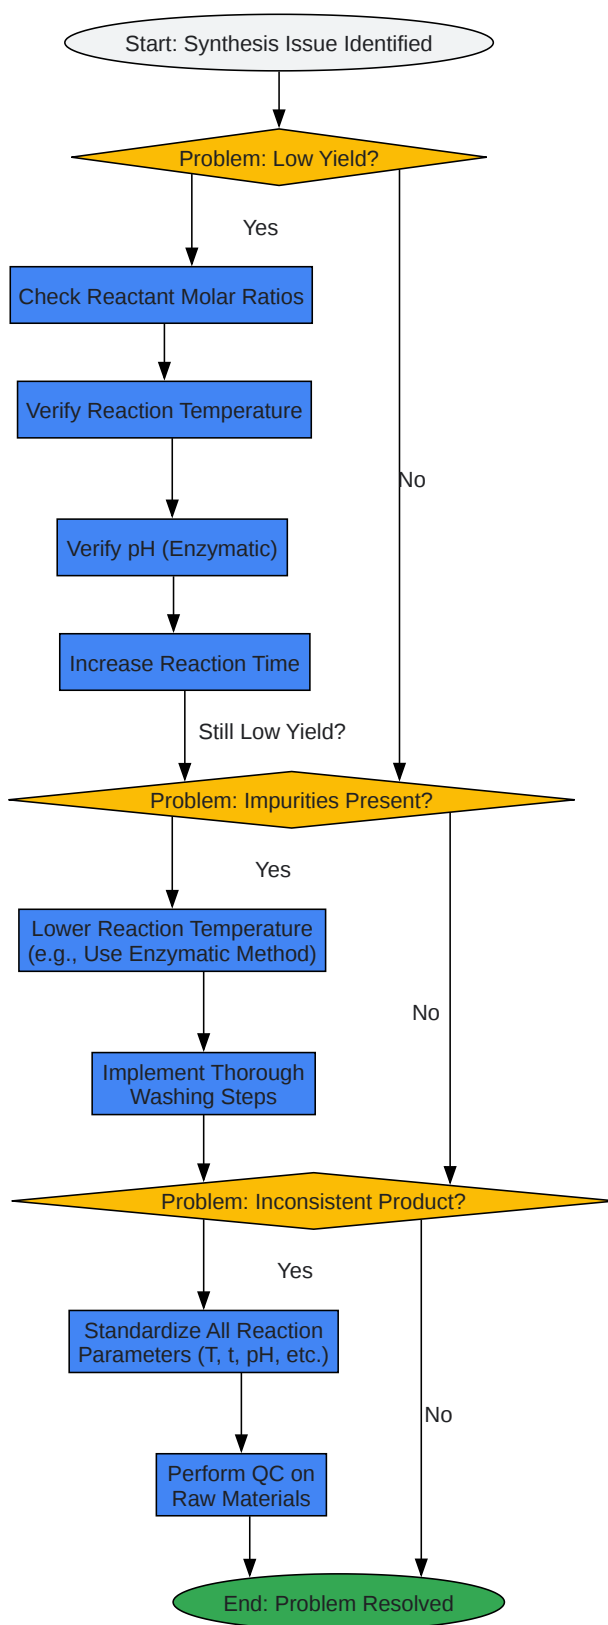 Start: Synthesis Issue Identified
Problem: Low Yield?
Yes
Check Reactant Molar Ratios
Verify Reaction Temperature
No
Verify pH (Enzymatic)
Increase Reaction Time
Still Low Yield?
Problem: Impurities Present?
Yes
Lower Reaction Temperature
(e.g., Use Enzymatic Method)
No
Implement Thorough
Washing Steps
Problem: Inconsistent Product?
Yes
Standardize All Reaction
Parameters (T, t, pH, etc.)
No
Perform QC on
Raw Materials
End: Problem Resolved